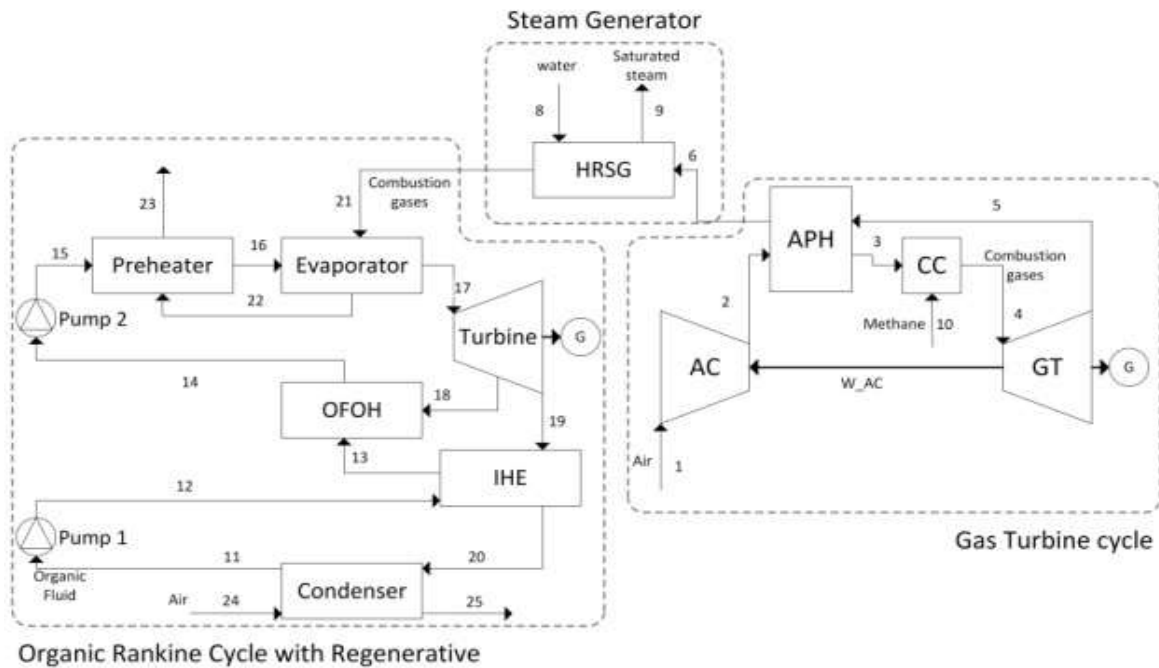 Steam Generator
water
Saturated
steam
8
9
HRSG
6
21
Combustion
gases
23
15
Preheater
16
Evaporator
22
17
Pump 2
Turbine
G
14
OFOH
18
19
13
IHE
12
Pump 1
11
20
Organic
Fluid
Condenser
Air
24
25
Organic Rankine Cycle with Regenerative
5
APH
3
CC
Combustion
gases
2
Methane
10
4
AC
GT
G
W_AC
Air
1
Gas Turbine cycle